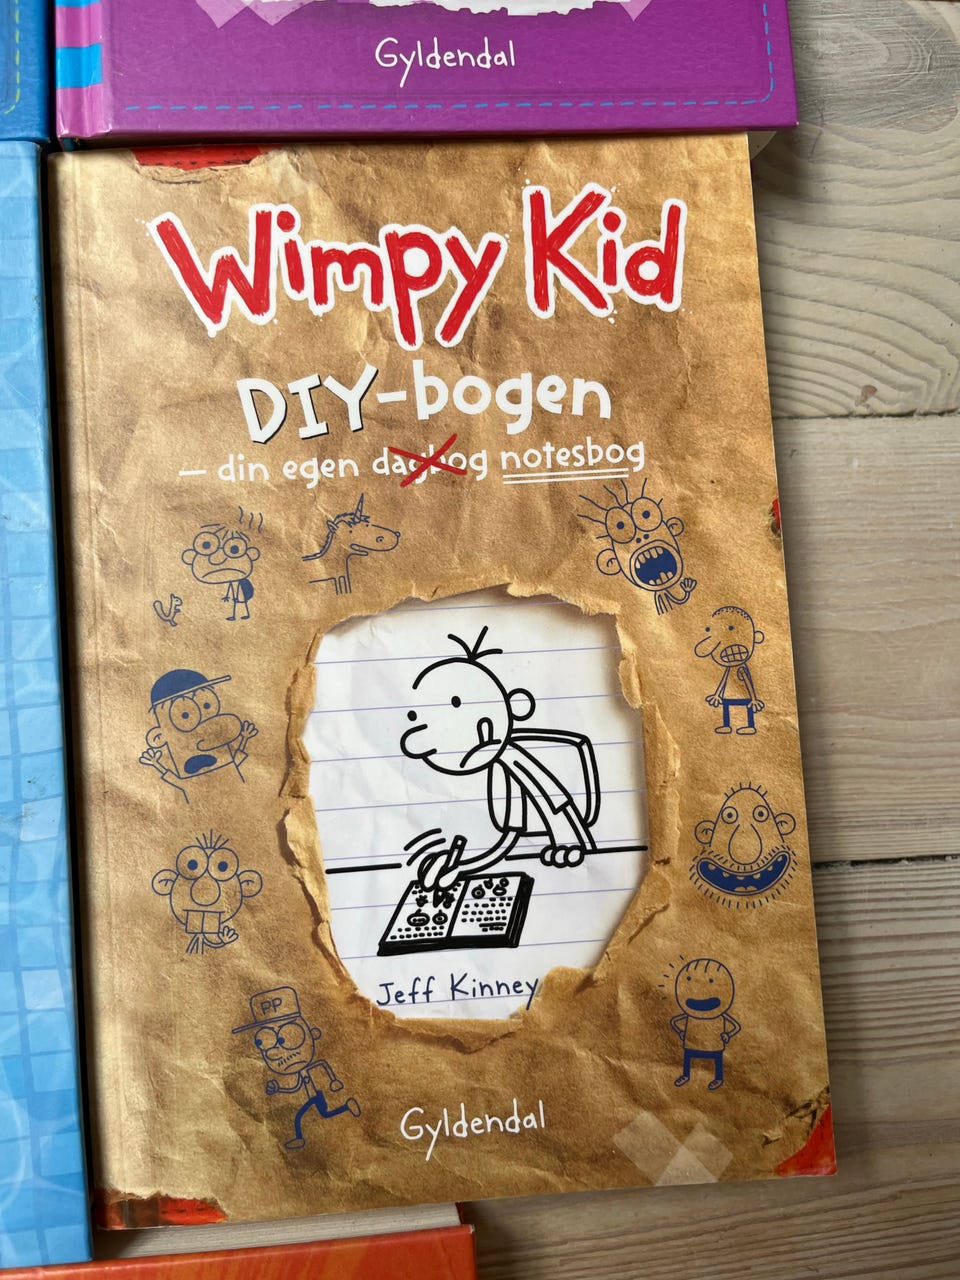 Gyldendal
Wimpy Kid
DIY-bogen
– din egen dagbog notesbog
PP
Jeff Kinney
Gyldendal